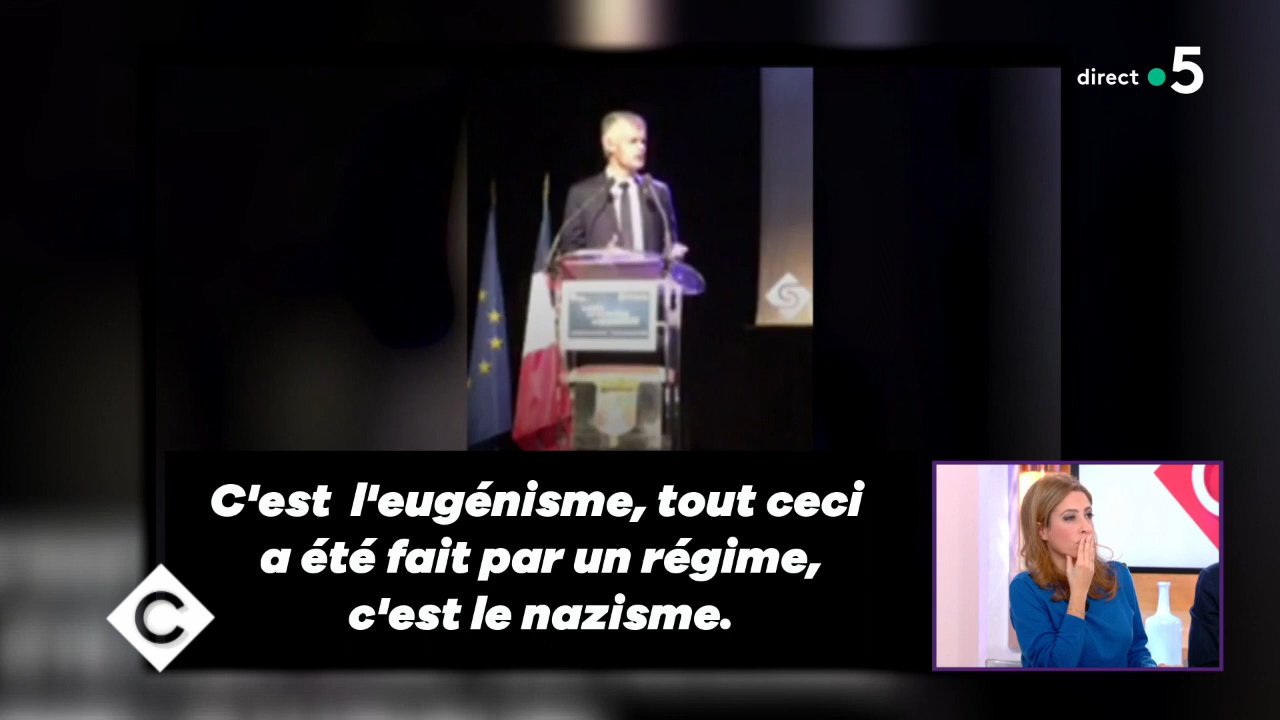 direct 5
C'est l'eugénisme, tout ceci
a été fait par un régime,
c'est le nazisme.
C